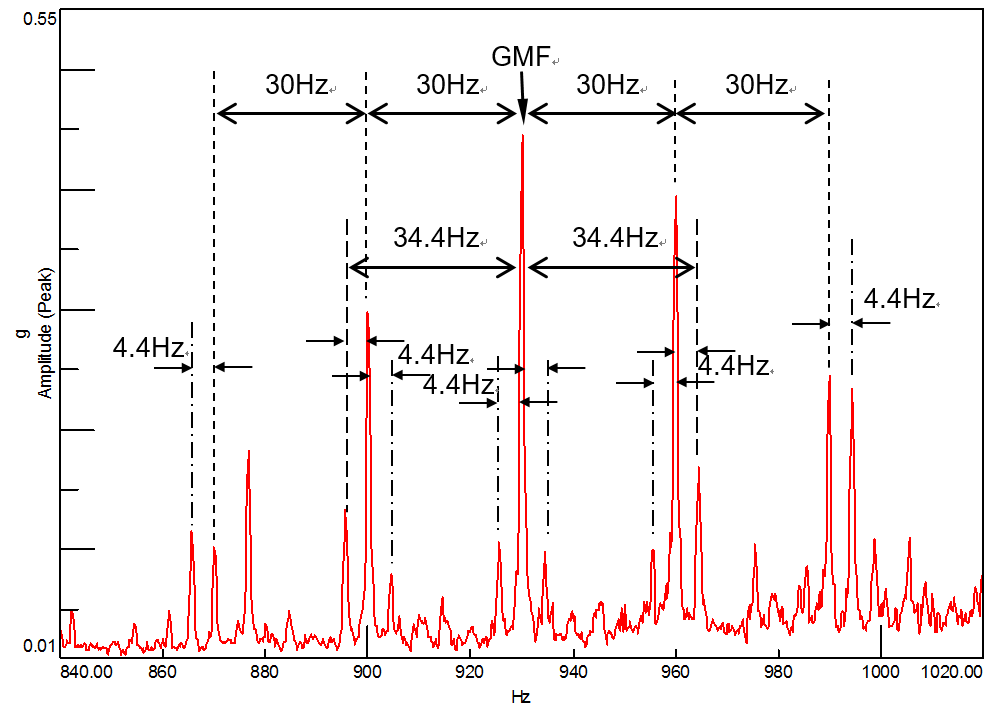 0.55
GMF↵
30Hz↵ 30Hz↵ 30Hz↵ 30Hz↵
34.4Hz↵ 34.4Hz↵
4.4Hz↵
4.4Hz↵ 4.4Hz↵ 4.4Hz↵
4.4Hz↵
g
Amplitude (Peak)
0.01
840.00 860 880 900 920 940 960 980 1000 1020.00
Hz